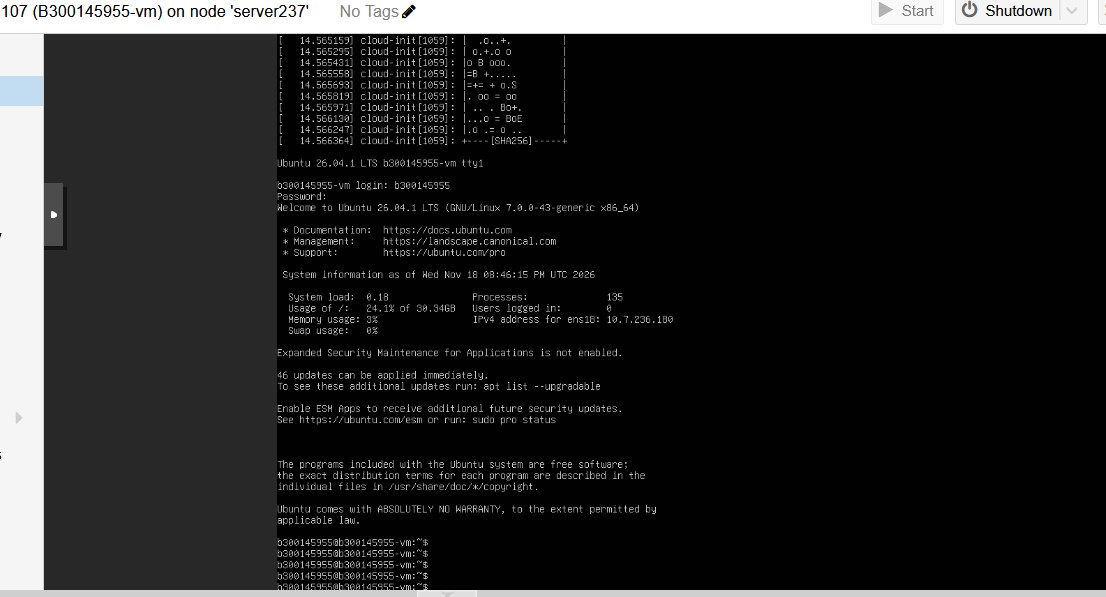 107 (B300145955-vm) on node 'server237' No Tags Start Shutdown
[   14.565159] cloud-init[1059]: |  .o..+.         |
[   14.565295] cloud-init[1059]: | o.+.o o         |
[   14.565431] cloud-init[1059]: |o B ooo.         |
[   14.565558] cloud-init[1059]: |=B +.....        |
[   14.565693] cloud-init[1059]: |=+= + o.S        |
[   14.565819] cloud-init[1059]: |. oo = oo        |
[   14.565971] cloud-init[1059]: | .. . Bo+.       |
[   14.566130] cloud-init[1059]: |...o = BoE       |
[   14.566247] cloud-init[1059]: |.o .= o ..       |
[   14.566364] cloud-init[1059]: +----[SHA256]-----+
Ubuntu 26.04.1 LTS b300145955-vm tty1
b300145955-vm login: b300145955
Password:
Welcome to Ubuntu 26.04.1 LTS (GNU/Linux 7.0.0-43-generic x86_64)
* Documentation:  https://docs.ubuntu.com
* Management:     https://landscape.canonical.com
* Support:        https://ubuntu.com/pro
System information as of Wed Nov 18 08:46:15 PM UTC 2026
System load:  0.18               Processes:               135
Usage of /:   24.1% of 30.34GB   Users logged in:         0
Memory usage: 3%                 IPv4 address for ens18: 10.7.236.180
Swap usage:   0%
Expanded Security Maintenance for Applications is not enabled.
46 updates can be applied immediately.
To see these additional updates run: apt list --upgradable
Enable ESM Apps to receive additional future security updates.
See https://ubuntu.com/esm or run: sudo pro status
The programs included with the Ubuntu system are free software;
the exact distribution terms for each program are described in the
individual files in /usr/share/doc/*/copyright.
Ubuntu comes with ABSOLUTELY NO WARRANTY, to the extent permitted by
applicable law.
b300145955@b300145955-vm:~$
b300145955@b300145955-vm:~$
b300145955@b300145955-vm:~$
b300145955@b300145955-vm:~$
b300145955@b300145955-vm:~$